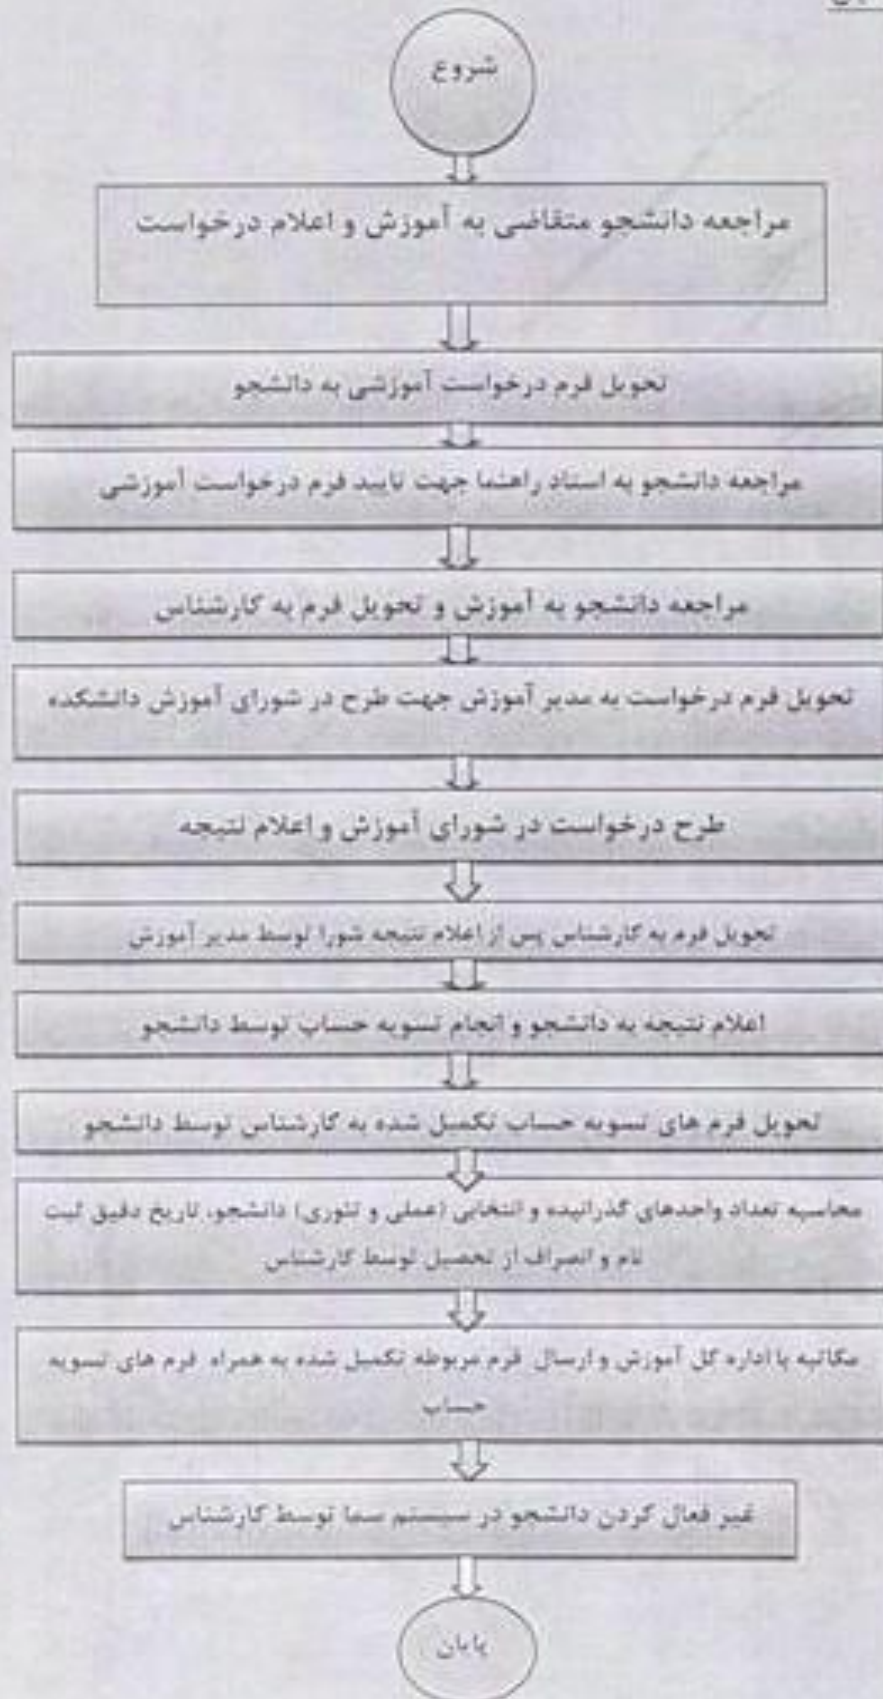 شروع
مراجعه دانشجو متقاضی به آموزش و اعلام درخواست
تحویل فرم درخواست آموزشی به دانشجو
مراجعه دانشجو به استاد راهنما جهت تایید فرم درخواست آموزشی
مراجعه دانشجو به آموزش و تحویل فرم به کارشناس
تحویل فرم درخواست به مدیر آموزش جهت طرح در شورای آموزش دانشکده
طرح درخواست در شورای آموزش و اعلام نتیجه
تحویل فرم به کارشناس پس از اعلام نتیجه شورا توسط مدیر آموزش
اعلام نتیجه به دانشجو و انجام تسویه حساب توسط دانشجو
تحویل فرم های تسویه حساب تکمیل شده به کارشناس توسط دانشجو
محاسبه تعداد واحدهای گذرانیده و انتخابی (عملی و تئوری) دانشجو، تاریخ دقیق ثبت
نام و انصراف از تحصیل توسط کارشناس
مکاتبه با اداره کل آموزش و ارسال فرم مربوطه تکمیل شده به همراه فرم های تسویه
حساب
غیر فعال کردن دانشجو در سیستم سما توسط کارشناس
پایان